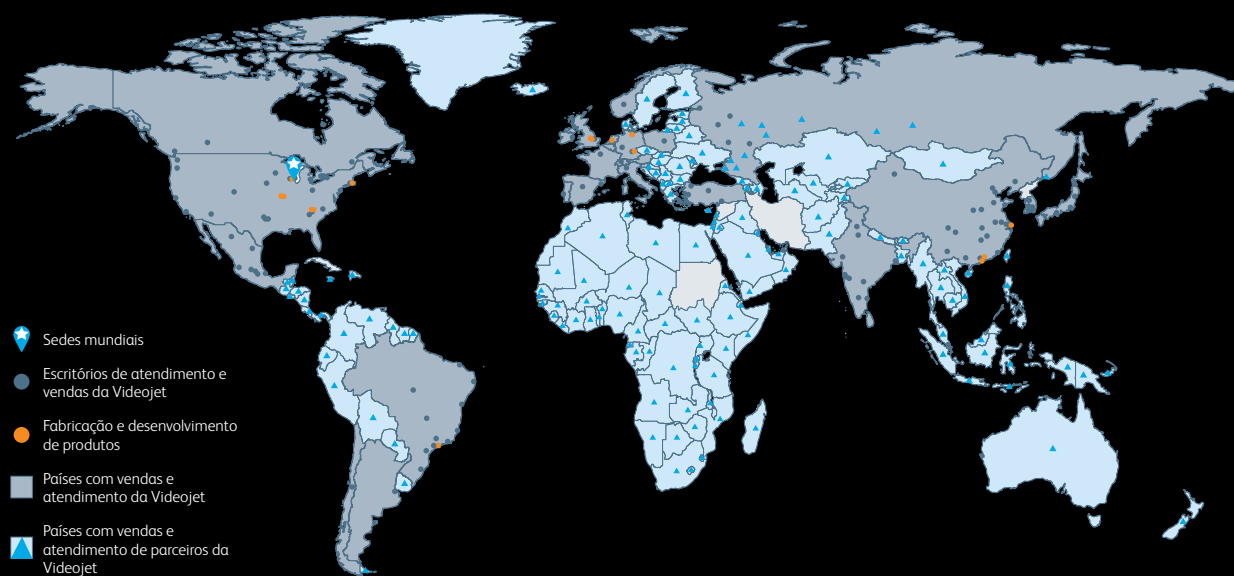 Sedes mundiais
Escritórios de atendimento e
vendas da Videojet
Fabricação e desenvolvimento
de produtos
Países com vendas e
atendimento da Videojet
Países com vendas e
atendimento de parceiros da
Videojet